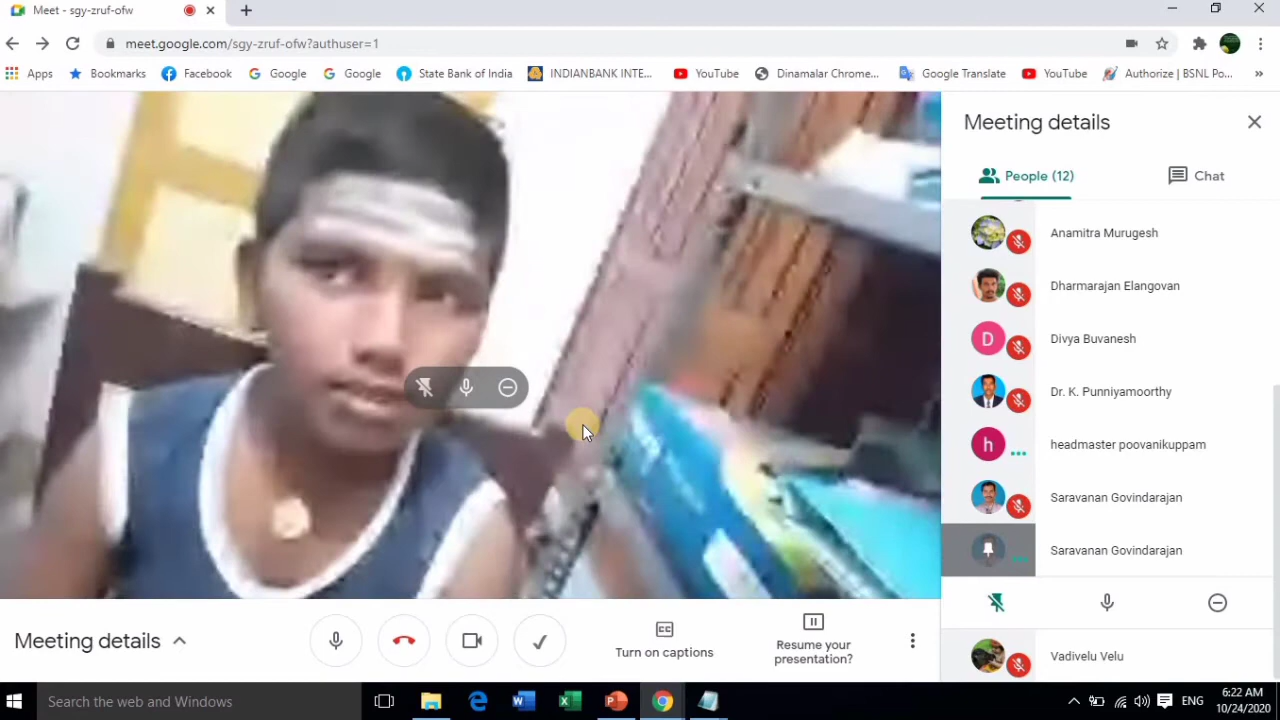 Meet - sgy-zruf-ofw
meet.google.com/sgy-zruf-ofw?authuser=1
Apps Bookmarks Facebook Google Google State Bank of India INDIANBANK INTE... YouTube Dinamalar Chrome... Google Translate YouTube Authorize | BSNL Po... »
Meeting details
People (12) Chat
Anamitra Murugesh
Dharmarajan Elangovan
D Divya Buvanesh
Dr. K. Punniyamoorthy
h headmaster poovanikuppam
Saravanan Govindarajan
Saravanan Govindarajan
Vadivelu Velu
Meeting details
CC
Turn on captions
Resume your
presentation?
Search the web and Windows
ENG
6:22 AM
10/24/2020